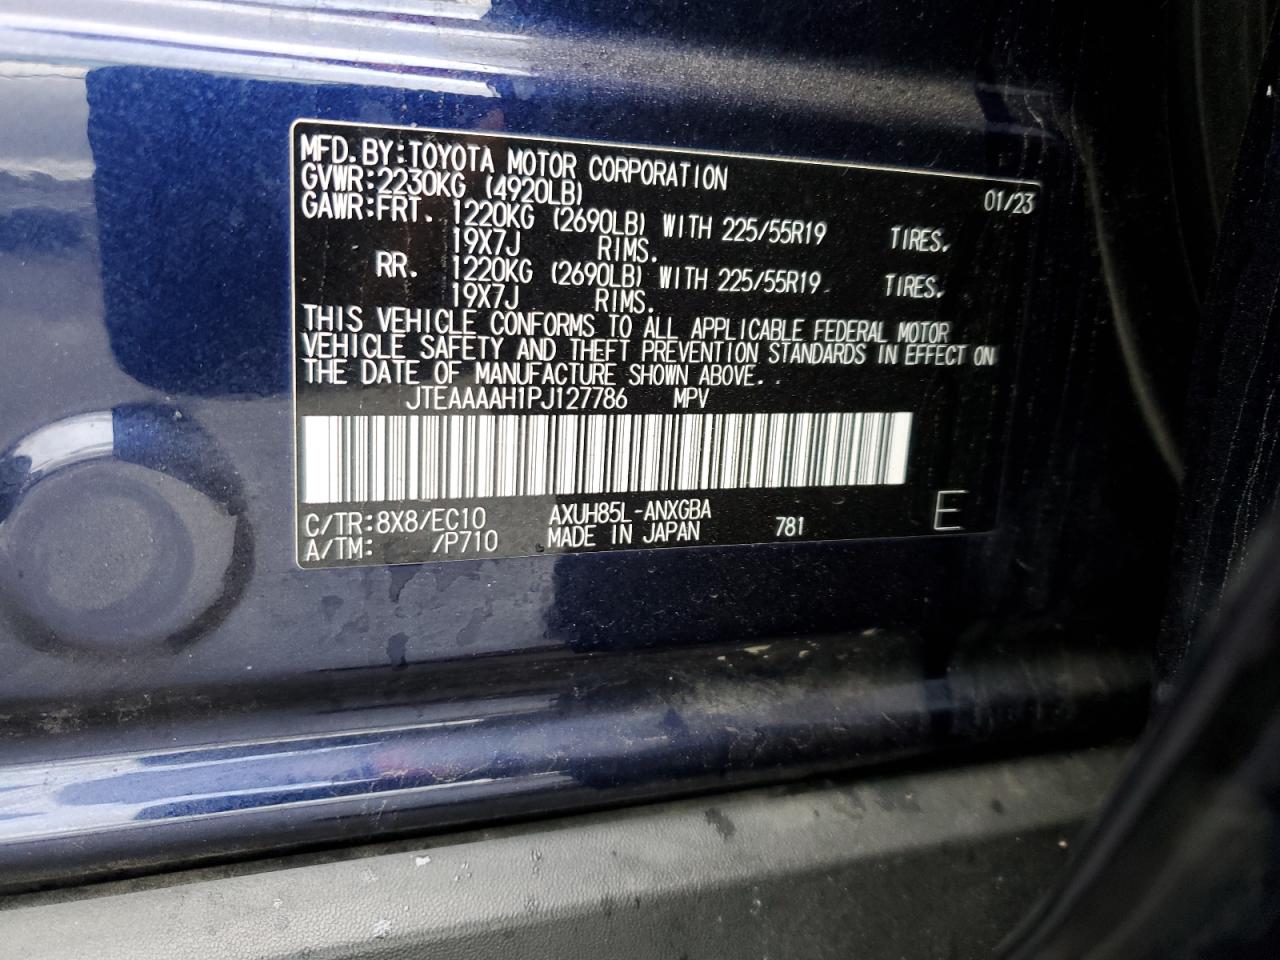 MFD. BY: TOYOTA MOTOR CORPORATION 01/23
GVWR: 2230KG (4920LB)
GAWR: FRT. 1220KG (2690LB) WITH 225/55R19 TIRES.
19X7J RIMS.
RR. 1220KG (2690LB) WITH 225/55R19 TIRES.
19X7J RIMS.
THIS VEHICLE CONFORMS TO ALL APPLICABLE FEDERAL MOTOR
VEHICLE SAFETY AND THEFT PREVENTION STANDARDS IN EFFECT ON
THE DATE OF MANUFACTURE SHOWN ABOVE.
JTEAAAAH1PJ127786 MPV
C/TR: 8X8/EC10 AXUH85L-ANXGBA
A/TM: /P710 MADE IN JAPAN 781 E